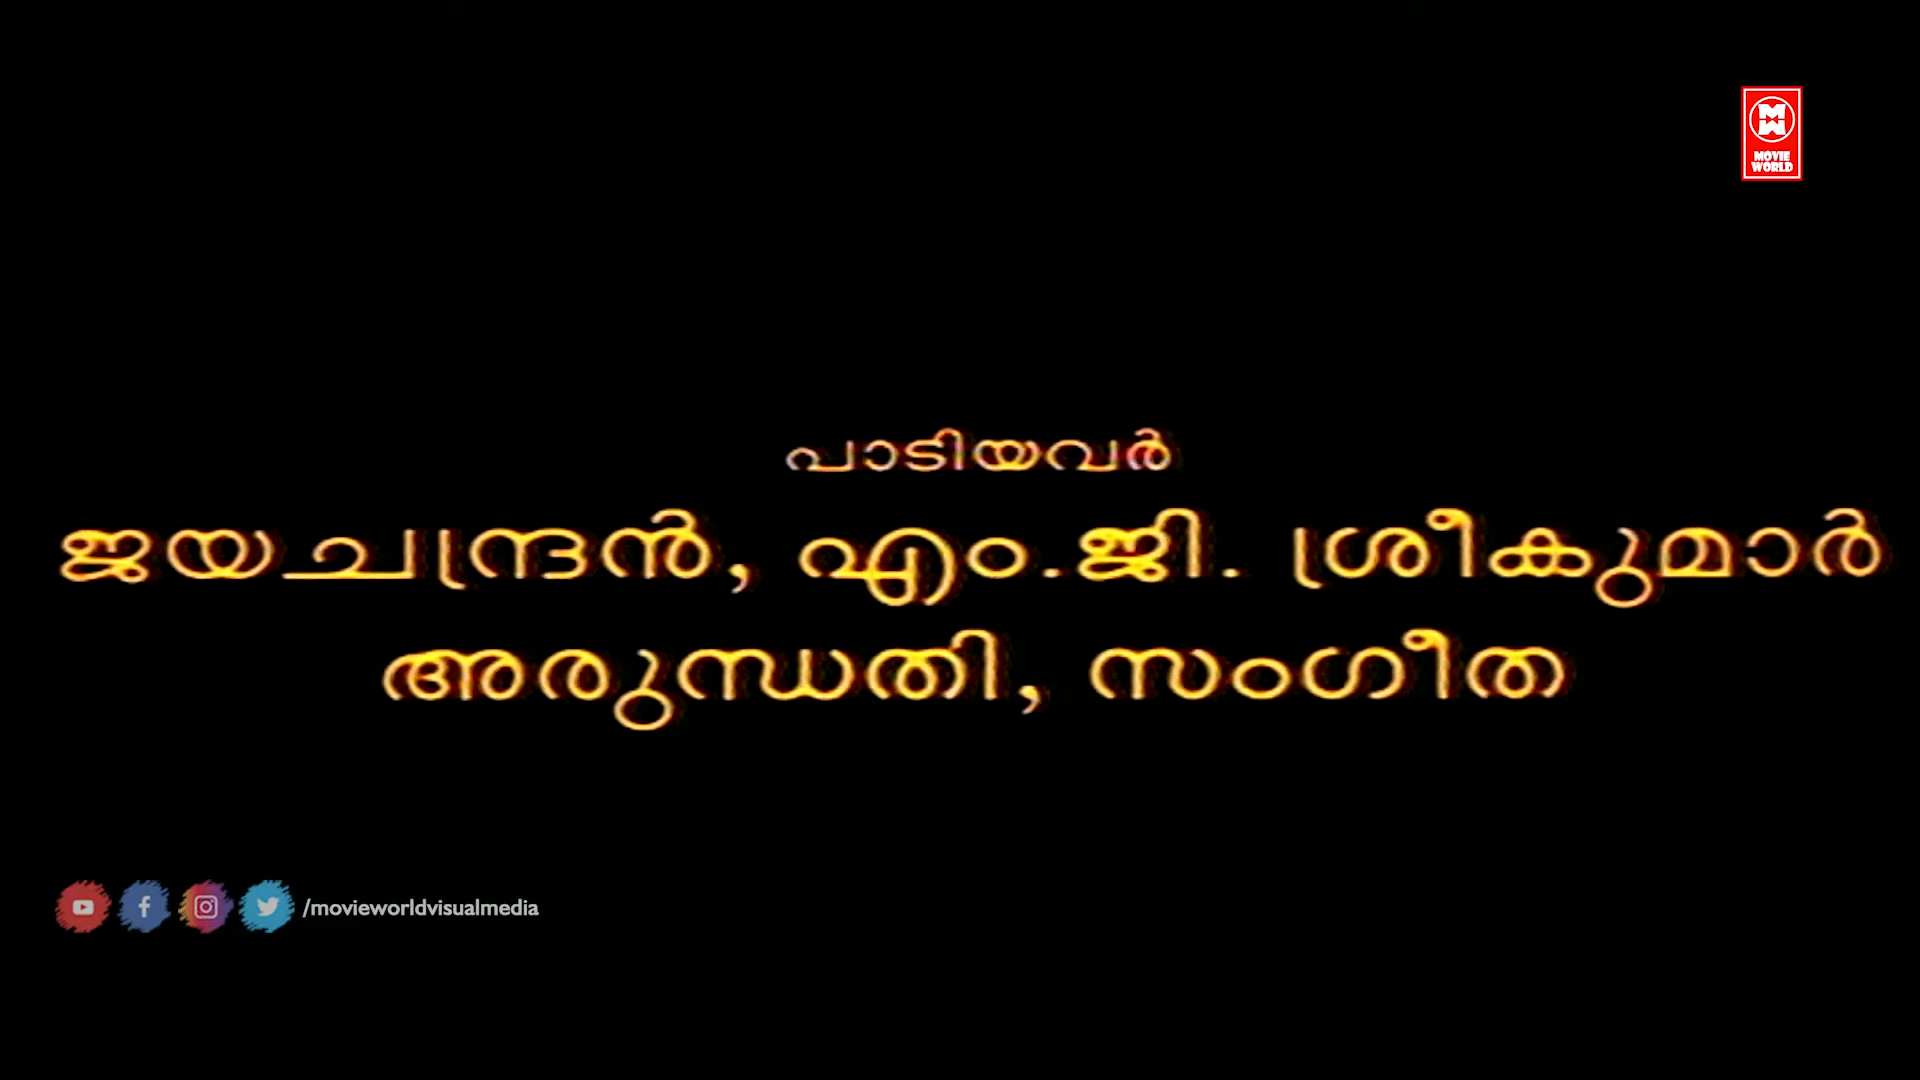 MOVIE
WORLD
പാടിയവർ
ജയചന്ദ്രൻ, എം.ജി. ശ്രീകുമാർ
അരുന്ധതി, സംഗീത
/movieworldvisualmedia